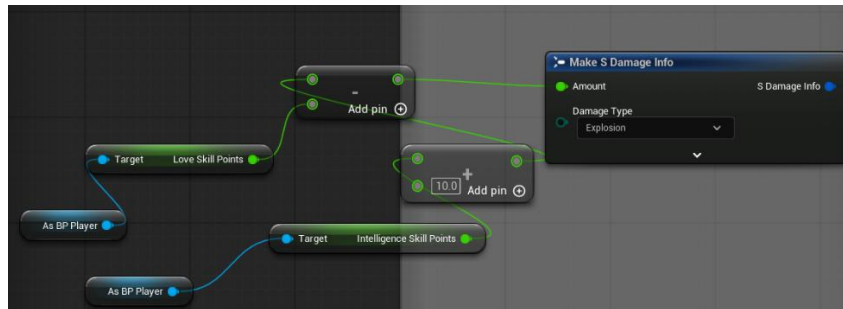 Make S Damage Info
Amount
S Damage Info
-
Add pin +
Damage Type
Explosion
Target
Love Skill Points
+
10.0
Add pin +
As BP Player
Target
Intelligence Skill Points
As BP Player